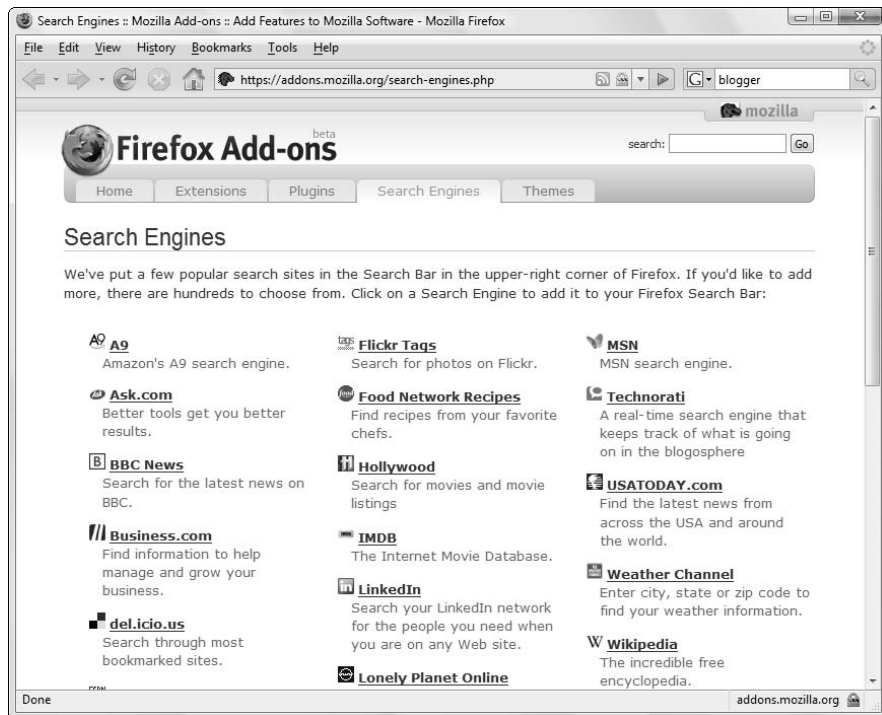 Search Engines :: Mozilla Add-ons :: Add Features to Mozilla Software - Mozilla Firefox
File Edit View History Bookmarks Tools Help
https://addons.mozilla.org/search-engines.php
G blogger
mozilla
Firefox Add-ons beta
search: Go
Home Extensions Plugins Search Engines Themes
Search Engines
We've put a few popular search sites in the Search Bar in the upper-right corner of Firefox. If you'd like to add
more, there are hundreds to choose from. Click on a Search Engine to add it to your Firefox Search Bar:
A9
Amazon's A9 search engine.
Ask.com
Better tools get you better
results.
BBC News
Search for the latest news on
BBC.
Business.com
Find information to help
manage and grow your
business.
del.icio.us
Search through most
bookmarked sites.
Flickr Tags
Search for photos on Flickr.
Food Network Recipes
Find recipes from your favorite
chefs.
Hollywood
Search for movies and movie
listings
IMDB
The Internet Movie Database.
LinkedIn
Search your LinkedIn network
for the people you need when
you are on any Web site.
Lonely Planet Online
MSN
MSN search engine.
Technorati
A real-time search engine that
keeps track of what is going
on in the blogosphere
USATODAY.com
Find the latest news from
across the USA and around
the world.
Weather Channel
Enter city, state or zip code to
find your weather information.
Wikipedia
The incredible free
encyclopedia.
Done
addons.mozilla.org